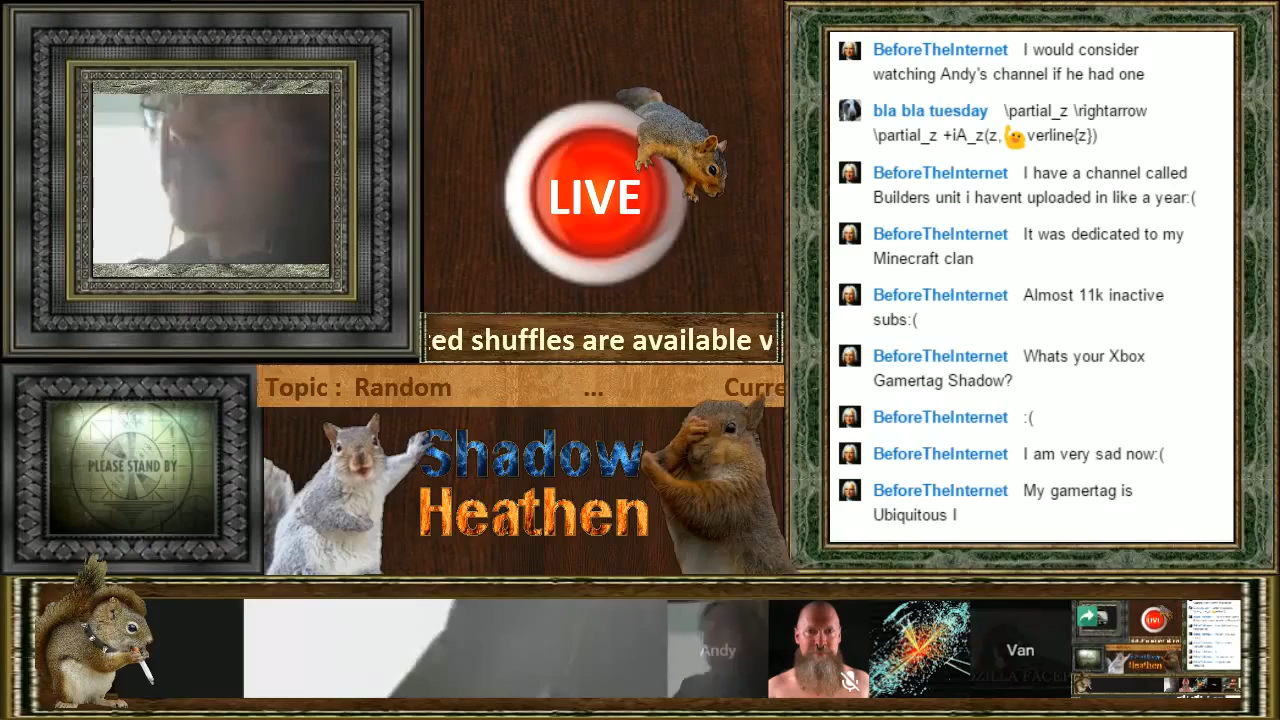 LIVE
ted shuffles are available v
Topic : Random ... Curre
PLEASE STAND BY
Shadow
Heathen
BeforeTheInternet I would consider
watching Andy's channel if he had one
bla bla tuesday \partial_z \rightarrow
\partial_z +iA_z(z,💪verline{z})
BeforeTheInternet I have a channel called
Builders unit i havent uploaded in like a year:(
BeforeTheInternet It was dedicated to my
Minecraft clan
BeforeTheInternet Almost 11k inactive
subs:(
BeforeTheInternet Whats your Xbox
Gamertag Shadow?
BeforeTheInternet :(
BeforeTheInternet I am very sad now:(
BeforeTheInternet My gamertag is
Ubiquitous I
Andy
Van
LIVE
Heathen